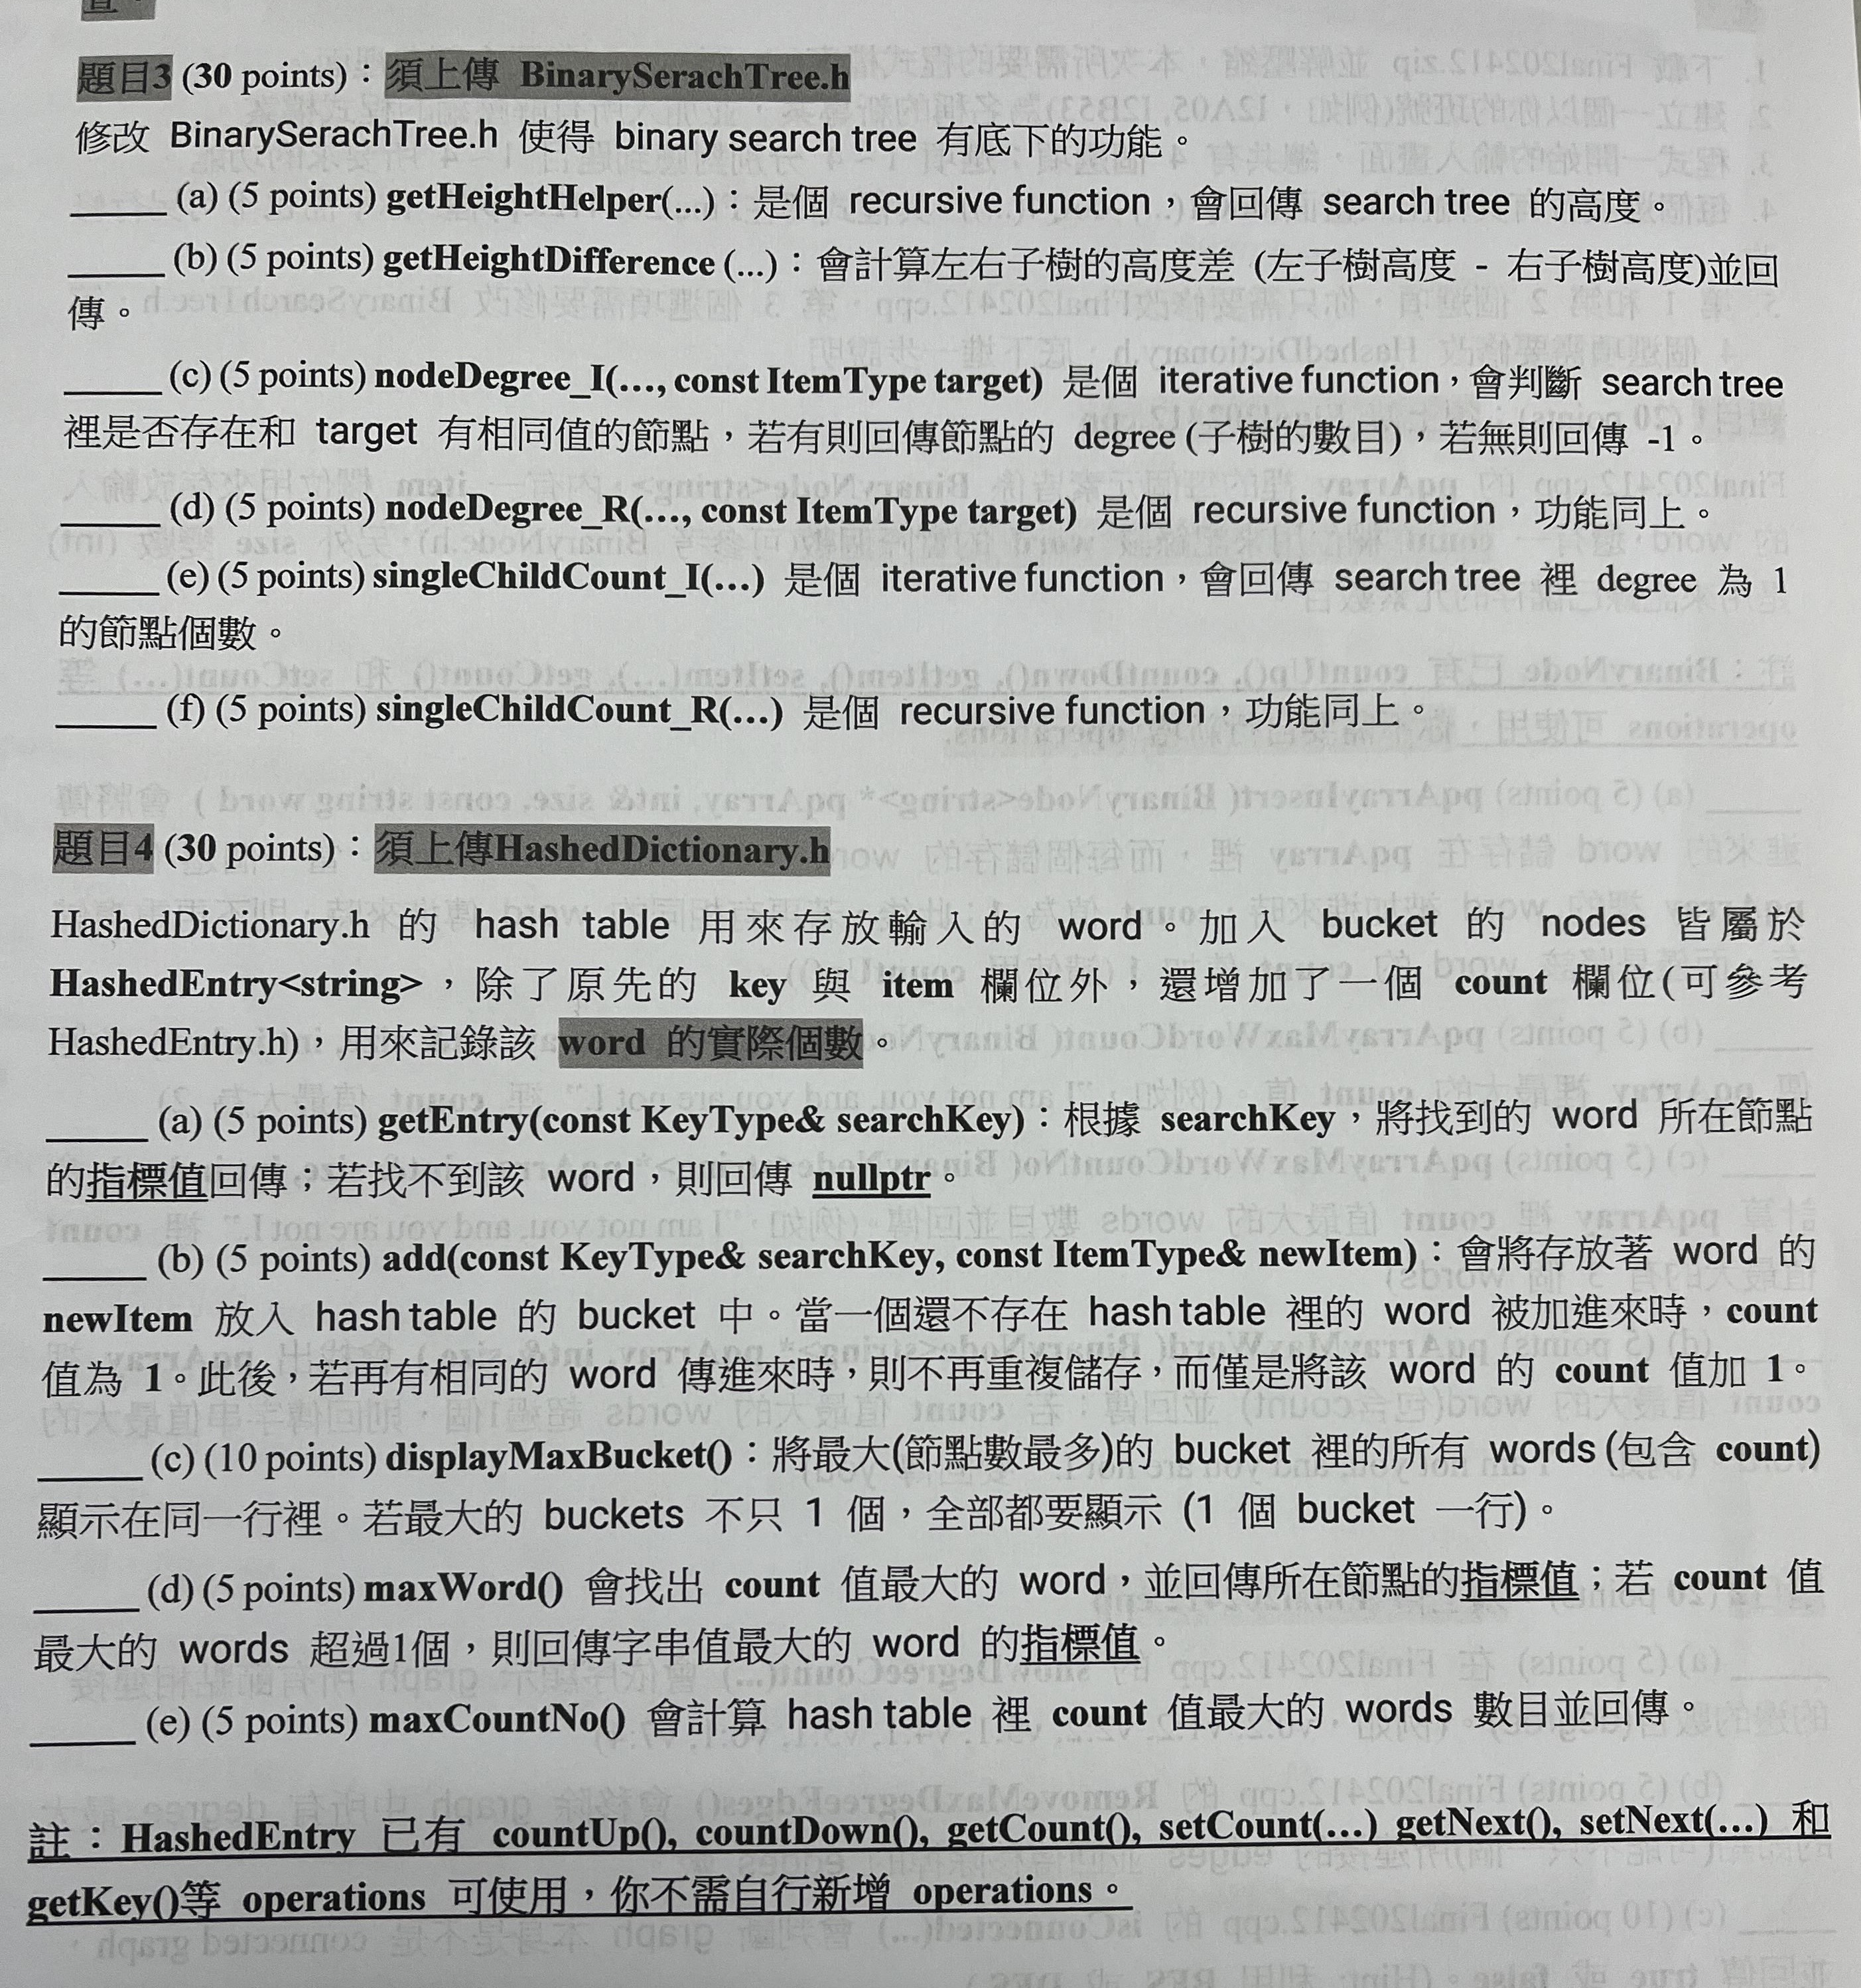 題目3 (30 points)：須上傳 BinarySerachTree.h
修改 BinarySerachTree.h 使得 binary search tree 有底下的功能。
_____ (a) (5 points) getHeightHelper(...)：是個 recursive function，會回傳 search tree 的高度。
_____ (b) (5 points) getHeightDifference (...)：會計算左右子樹的高度差 (左子樹高度 - 右子樹高度)並回
傳。
_____ (c) (5 points) nodeDegree_I(..., const ItemType target) 是個 iterative function，會判斷 search tree
裡是否存在和 target 有相同值的節點，若有則回傳節點的 degree (子樹的數目)，若無則回傳 -1。
_____ (d) (5 points) nodeDegree_R(..., const ItemType target) 是個 recursive function，功能同上。
_____ (e) (5 points) singleChildCount_I(...) 是個 iterative function，會回傳 search tree 裡 degree 為 1
的節點個數。
_____ (f) (5 points) singleChildCount_R(...) 是個 recursive function，功能同上。
題目4 (30 points)：須上傳HashedDictionary.h
HashedDictionary.h 的 hash table 用來存放輸入的 word。加入 bucket 的 nodes 皆屬於
HashedEntry<string>，除了原先的 key 與 item 欄位外，還增加了一個 count 欄位(可參考
HashedEntry.h)，用來記錄該 word 的實際個數。
_____ (a) (5 points) getEntry(const KeyType& searchKey)：根據 searchKey，將找到的 word 所在節點
的指標值回傳；若找不到該 word，則回傳 nullptr。
_____ (b) (5 points) add(const KeyType& searchKey, const ItemType& newItem)：會將存放著 word 的
newItem 放入 hash table 的 bucket 中。當一個還不存在 hash table 裡的 word 被加進來時，count
值為 1。此後，若再有相同的 word 傳進來時，則不再重複儲存，而僅是將該 word 的 count 值加 1。
_____ (c) (10 points) displayMaxBucket()：將最大(節點數最多)的 bucket 裡的所有 words (包含 count)
顯示在同一行裡。若最大的 buckets 不只 1 個，全部都要顯示 (1 個 bucket 一行)。
_____ (d) (5 points) maxWord() 會找出 count 值最大的 word，並回傳所在節點的指標值；若 count 值
最大的 words 超過1個，則回傳字串值最大的 word 的指標值。
_____ (e) (5 points) maxCountNo() 會計算 hash table 裡 count 值最大的 words 數目並回傳。
註：HashedEntry 已有 countUp(), countDown(), getCount(), setCount(...) getNext(), setNext(...) 和
getKey()等 operations 可使用，你不需自行新增 operations。